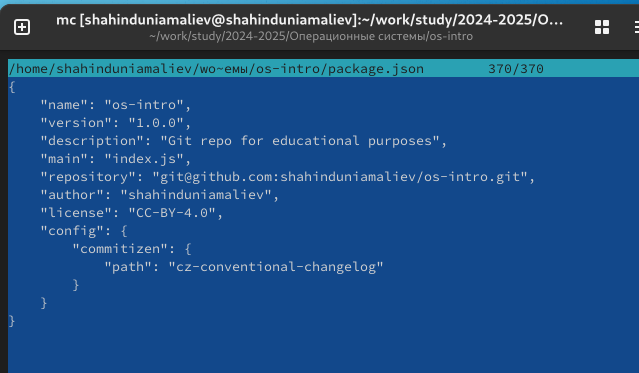 mc [shahinduniamaliev@shahinduniamaliev]:~/work/study/2024-2025/О…
~/work/study/2024-2025/Операционные системы/os-intro
/home/shahinduniamaliev/wo~емы/os-intro/package.json        370/370
{
    "name": "os-intro",
    "version": "1.0.0",
    "description": "Git repo for educational purposes",
    "main": "index.js",
    "repository": "git@github.com:shahinduniamaliev/os-intro.git",
    "author": "shahinduniamaliev",
    "license": "CC-BY-4.0",
    "config": {
        "commitizen": {
            "path": "cz-conventional-changelog"
        }
    }
}